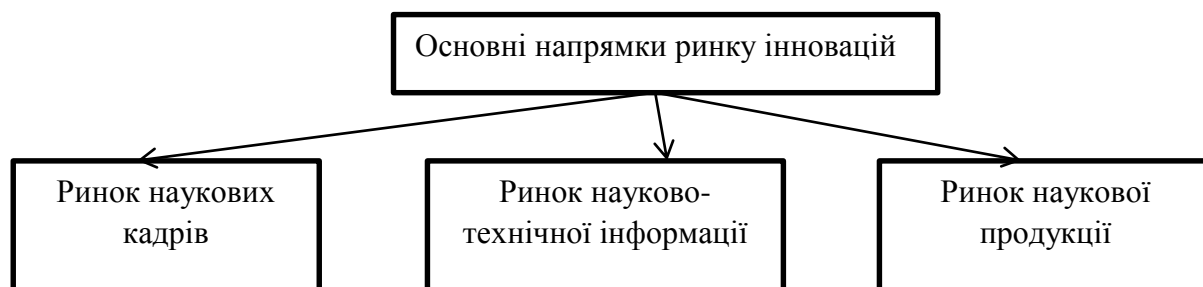 Основні напрямки ринку інновацій
Ринок наукових
кадрів
Ринок науково-
технічної інформації
Ринок наукової
продукції